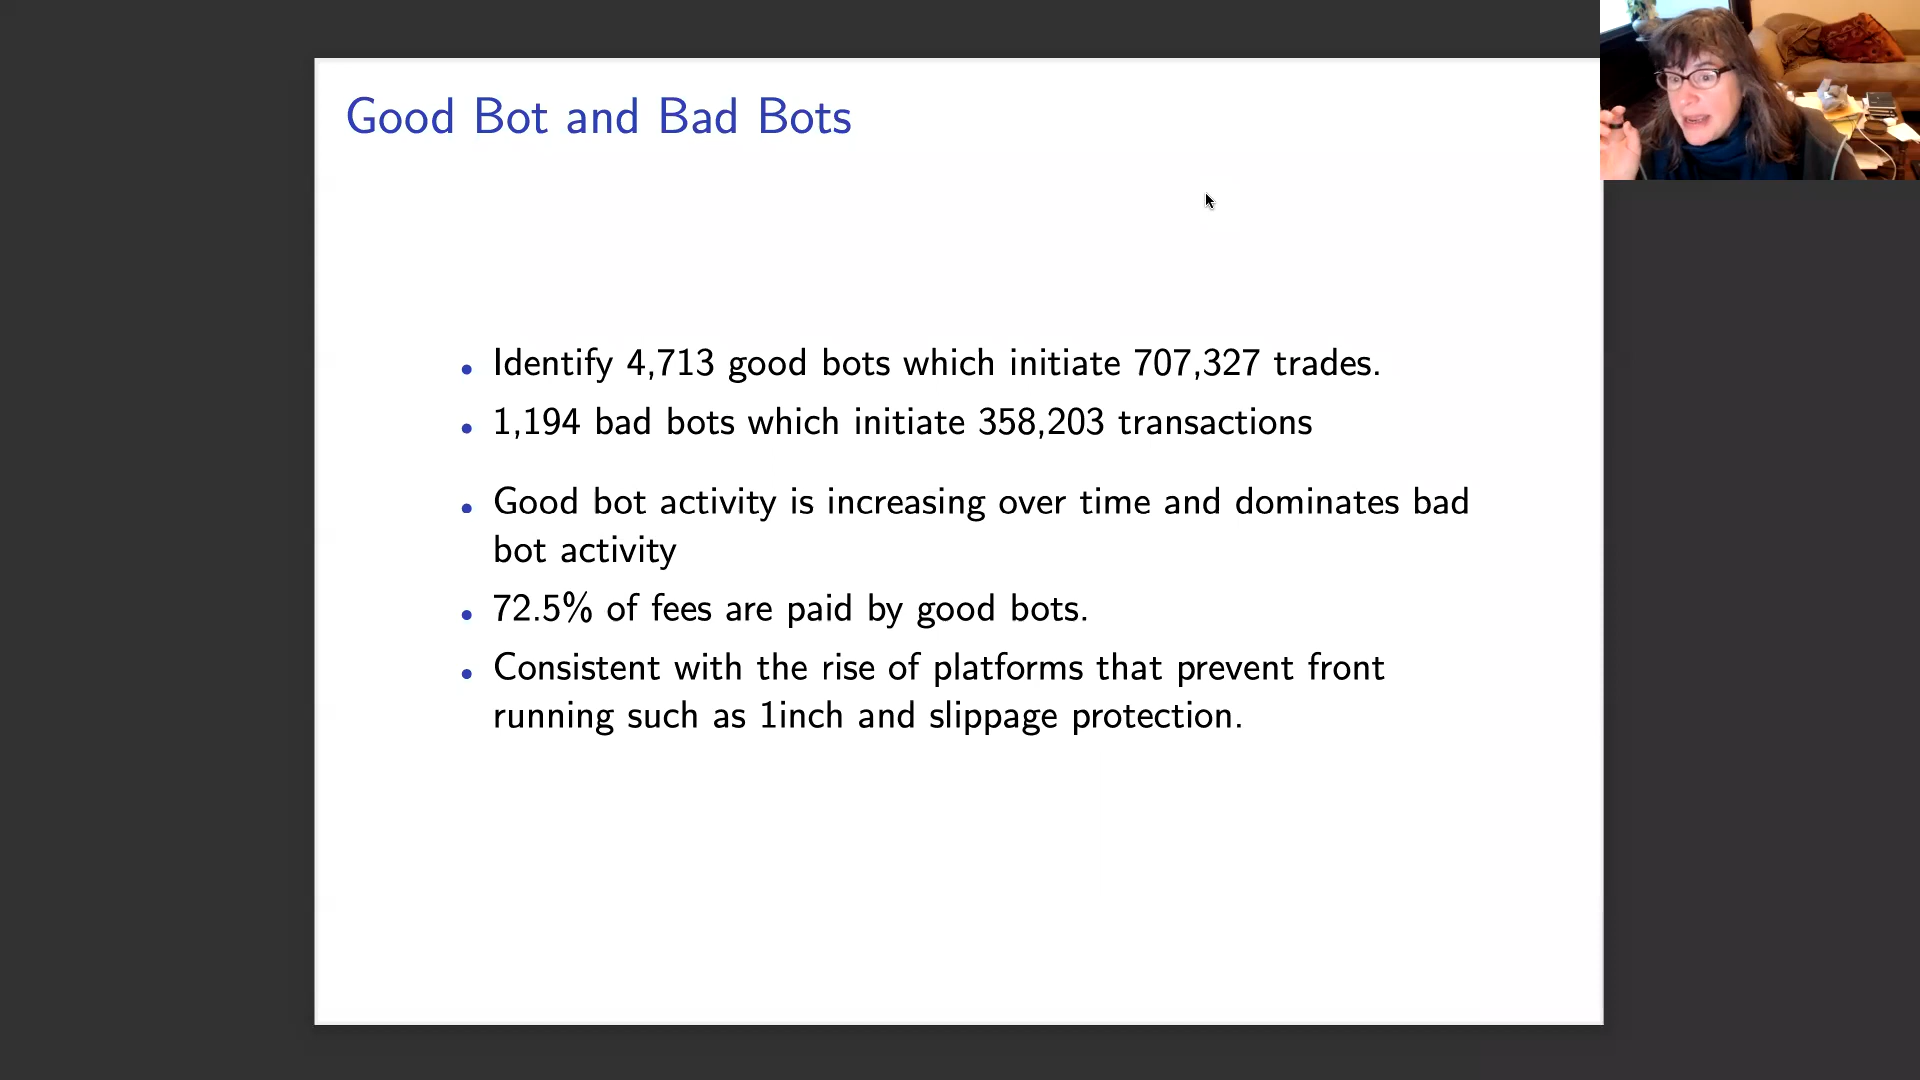 Good Bot and Bad Bots
• Identify 4,713 good bots which initiate 707,327 trades.
• 1,194 bad bots which initiate 358,203 transactions
• Good bot activity is increasing over time and dominates bad
bot activity
• 72.5% of fees are paid by good bots.
• Consistent with the rise of platforms that prevent front
running such as 1inch and slippage protection.